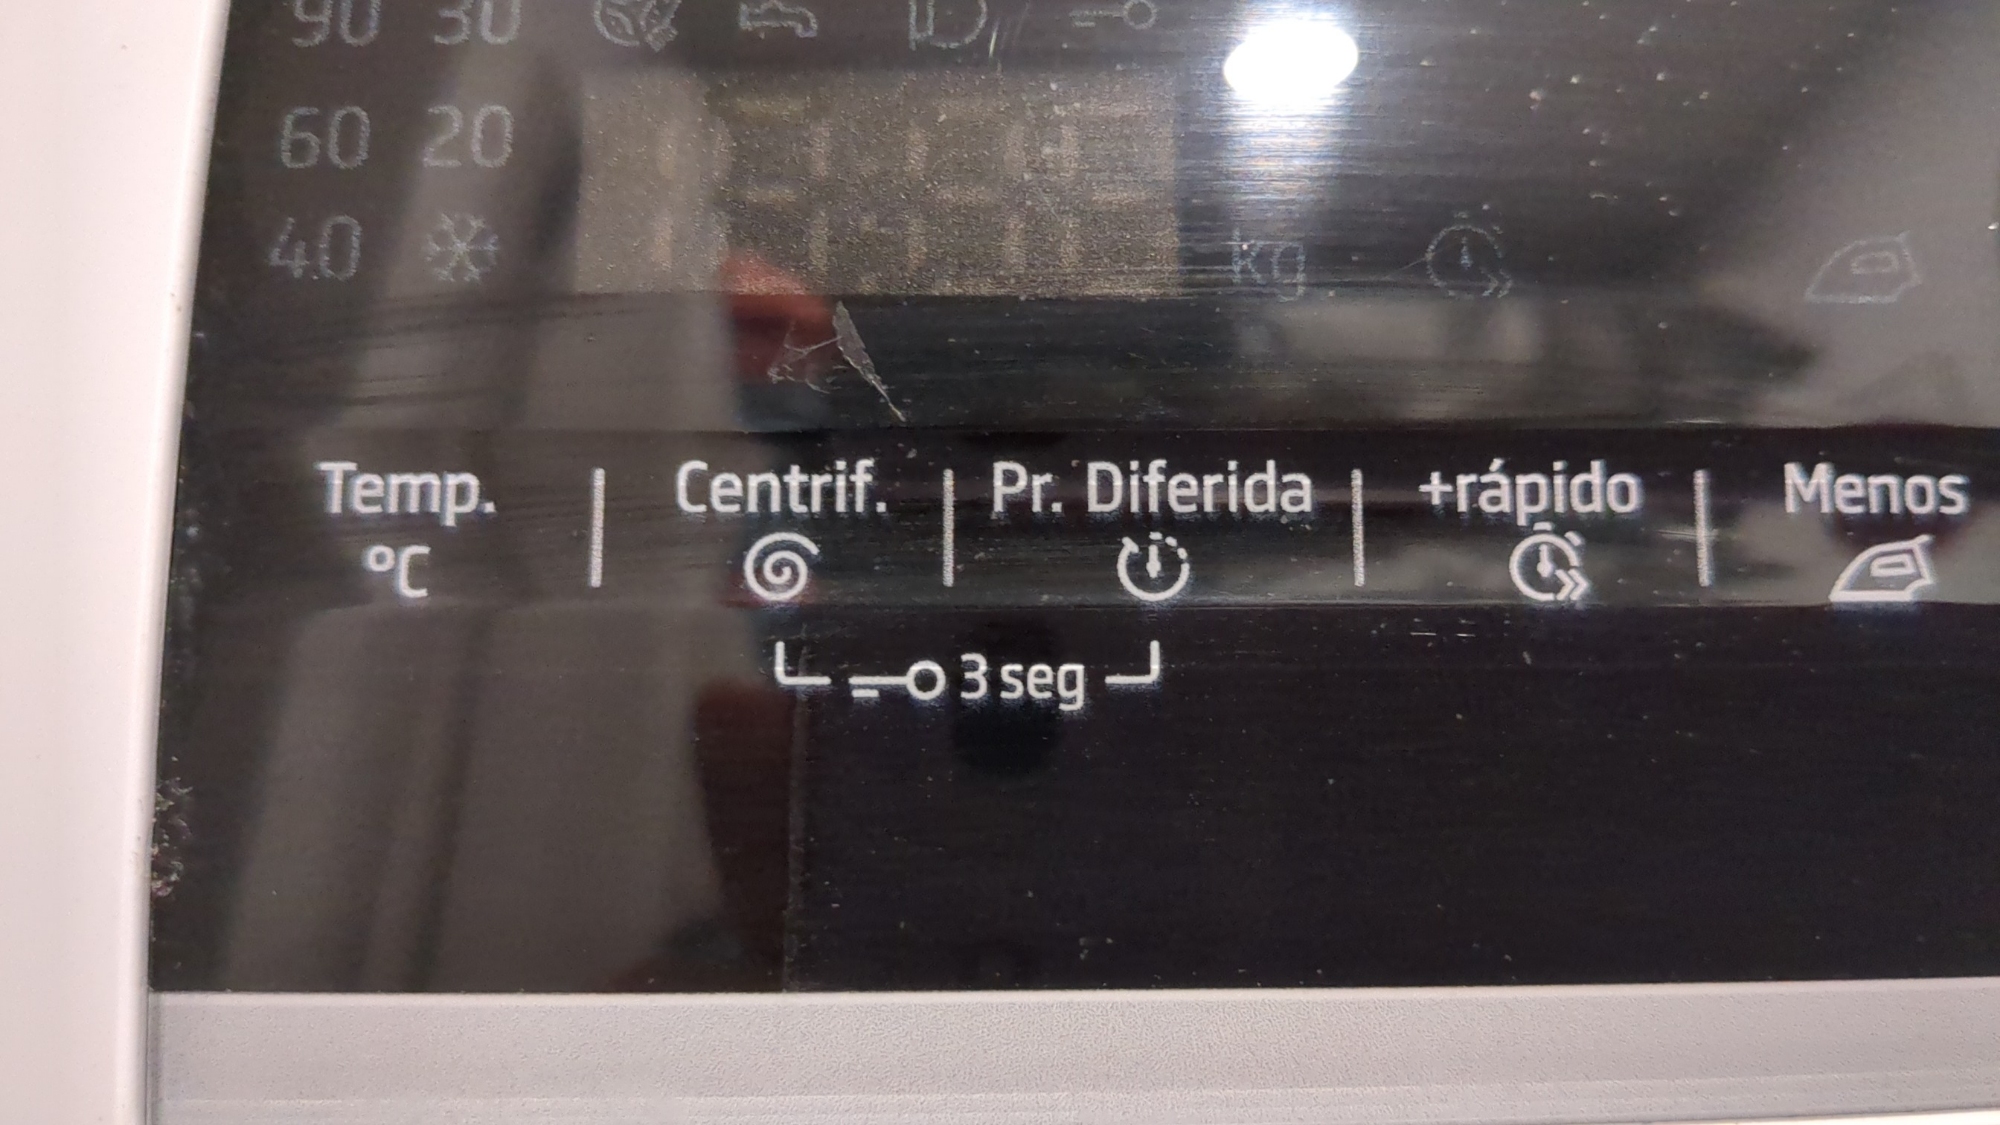 90 30
60 20
40
kg
Temp. Centrif. Pr. Diferida +rápido Menos
°C
3 seg